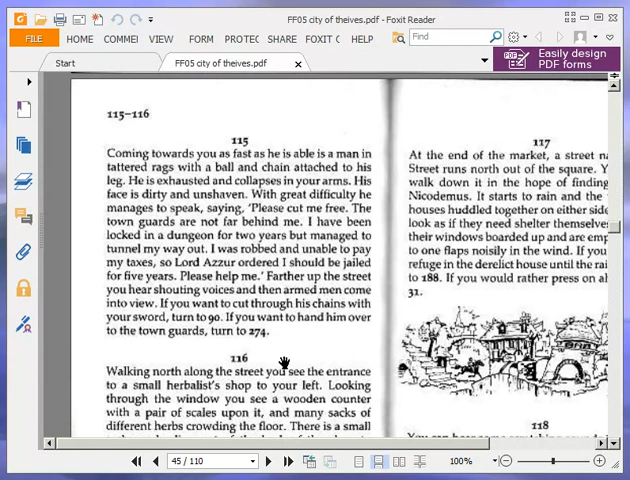 FF05 city of theives.pdf - Foxit Reader
FILE HOME COMMEI VIEW FORM PROTEC SHARE FOXIT C HELP Find
Start FF05 city of theives.pdf Easily design PDF forms
115–116
115
Coming towards you as fast as he is able is a man in
tattered rags with a ball and chain attached to his
leg. He is exhausted and collapses in your arms. His
face is dirty and unshaven. With great difficulty he
manages to speak, saying, ‘Please cut me free. The
town guards are not far behind me. I have been
locked in a dungeon for two years but managed to
tunnel my way out. I was robbed and unable to pay
my taxes, so Lord Azzur ordered I should be jailed
for five years. Please help me.’ Farther up the street
you hear shouting voices and then armed men come
into view. If you want to cut through his chains with
your sword, turn to 90. If you want to hand him over
to the town guards, turn to 274.
116
Walking north along the street you see the entrance
to a small herbalist's shop to your left. Looking
through the window you see a wooden counter
with a pair of scales upon it, and many sacks of
different herbs crowding the floor. There is a small
117
At the end of the market, a street na
Street runs north out of the square. Y
walk down it in the hope of finding
Nicodemus. It starts to rain and the
houses huddled together on either side
look as if they need shelter themselve
their windows boarded up and are emp
to one flaps noisily in the wind. If you
refuge in the derelict house until the rai
to 188. If you would rather press on al
31.
118
45 / 110 100%